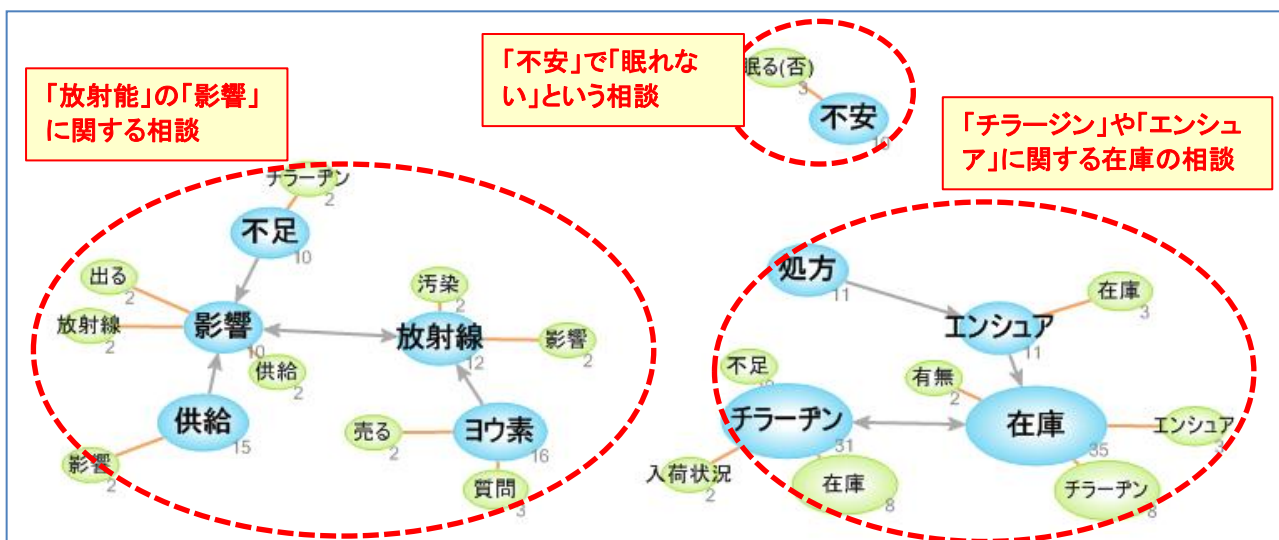 「放射能」の「影響」
に関する相談
「不安」で「眠れな
い」という相談
「チラージン」や「エンシュ
ア」に関する在庫の相談
眠る(否)
3
不安
10
チラーヂン
2
不足
10
出る
2
放射線
2
影響
10
供給
2
供給
15
影響
2
汚染
2
放射線
12
影響
2
売る
2
ヨウ素
16
質問
3
処方
11
エンシュア
11
在庫
3
不足
有無
2
チラーヂン
31
在庫
35
エンシュア
3
入荷状況
2
在庫
8
チラーヂン
8